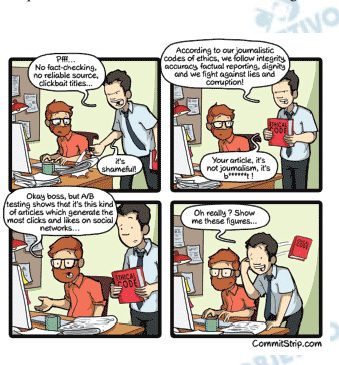 Pfff...
No fact-checking,
no reliable source,
clickbait titles...
it's
shameful!
According to our journalistic
codes of ethics, we follow integrity,
accuracy, factual reporting, dignity
and we fight against lies and
corruption!
ETHICAL
CODE
Your article, it's
not journalism, it's
b******t !
Okay boss, but A/B
testing shows that it's this kind
of articles which generate the
most clicks and likes on social
networks...
ETHICAL
CODE
Oh really ? Show
me these figures...
CommitStrip.com